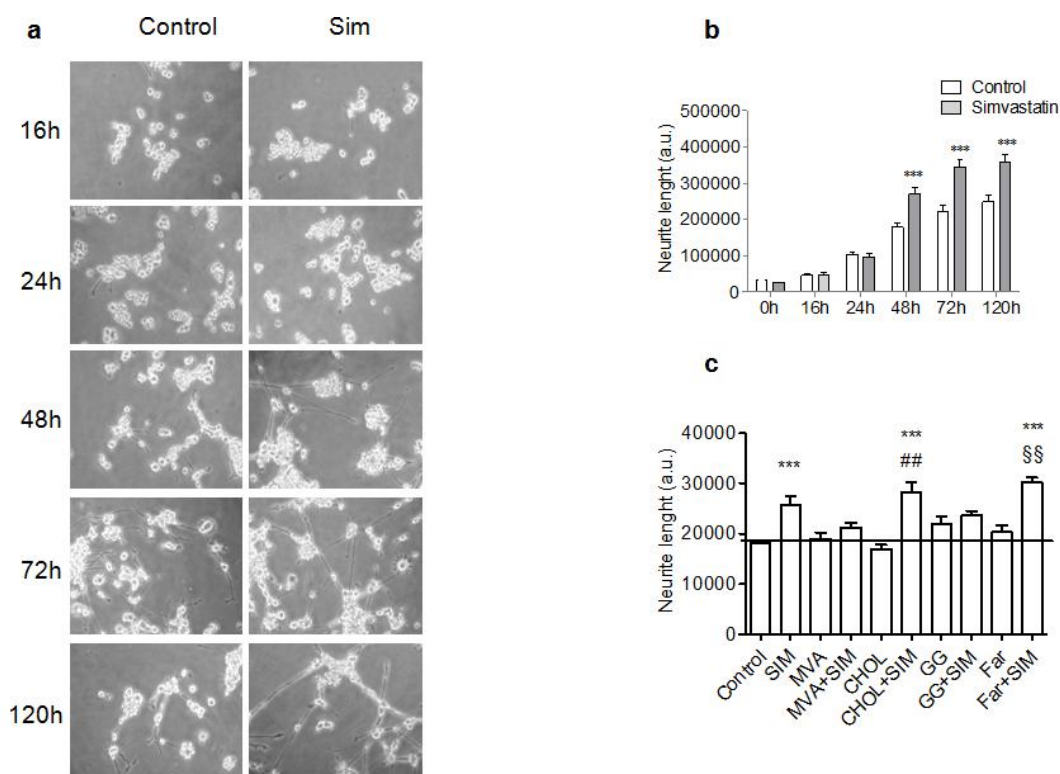 a
Control Sim
16h
24h
48h
72h
120h
b
Control
Simvastatin
Neurite lenght (a.u.)
500000
400000
300000
200000
100000
0
*** *** ***
0h 16h 24h 48h 72h 120h
c
Neurite lenght (a.u.)
40000
30000
20000
10000
0
*** *** ***
## §§
Control SIM MVA MVA+SIM CHOL CHOL+SIM GG GG+SIM Far Far+SIM